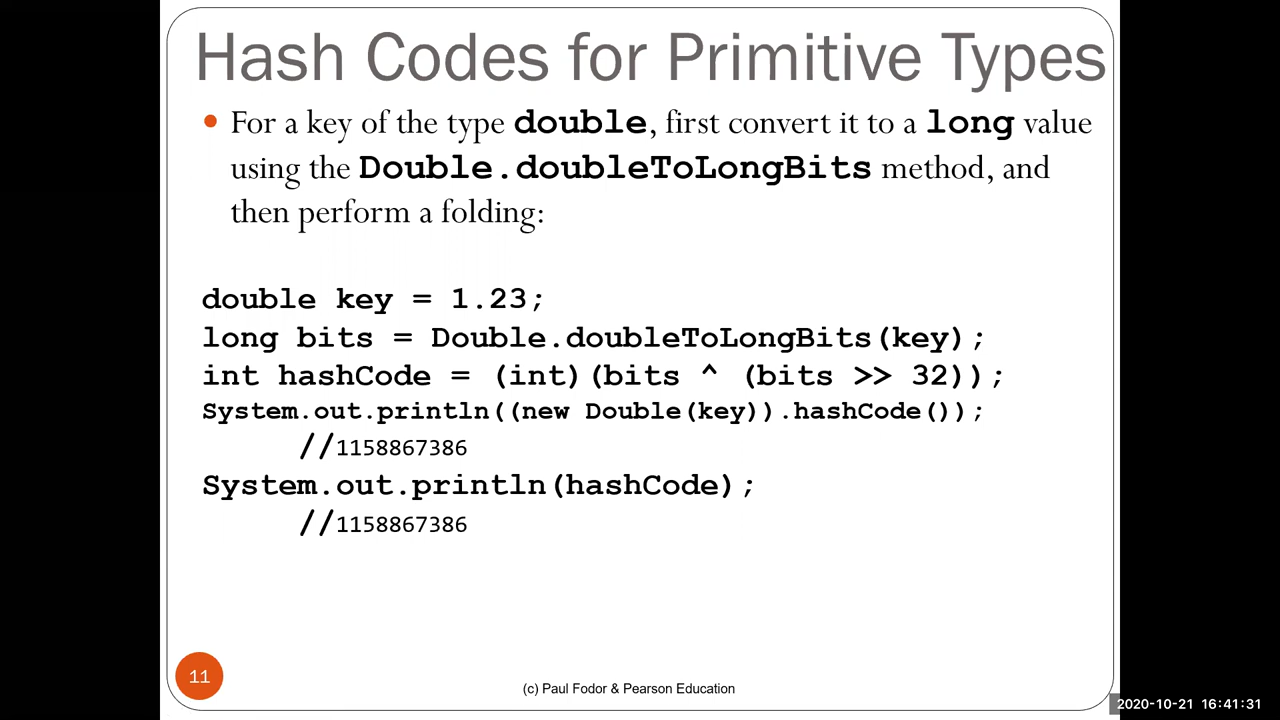 Hash Codes for Primitive Types
• For a key of the type double, first convert it to a long value
using the Double.doubleToLongBits method, and
then perform a folding:
double key = 1.23;
long bits = Double.doubleToLongBits(key);
int hashCode = (int)(bits ^ (bits >> 32));
System.out.println((new Double(key)).hashCode());
//1158867386
System.out.println(hashCode);
//1158867386
11
(c) Paul Fodor & Pearson Education
2020-10-21 16:41:31